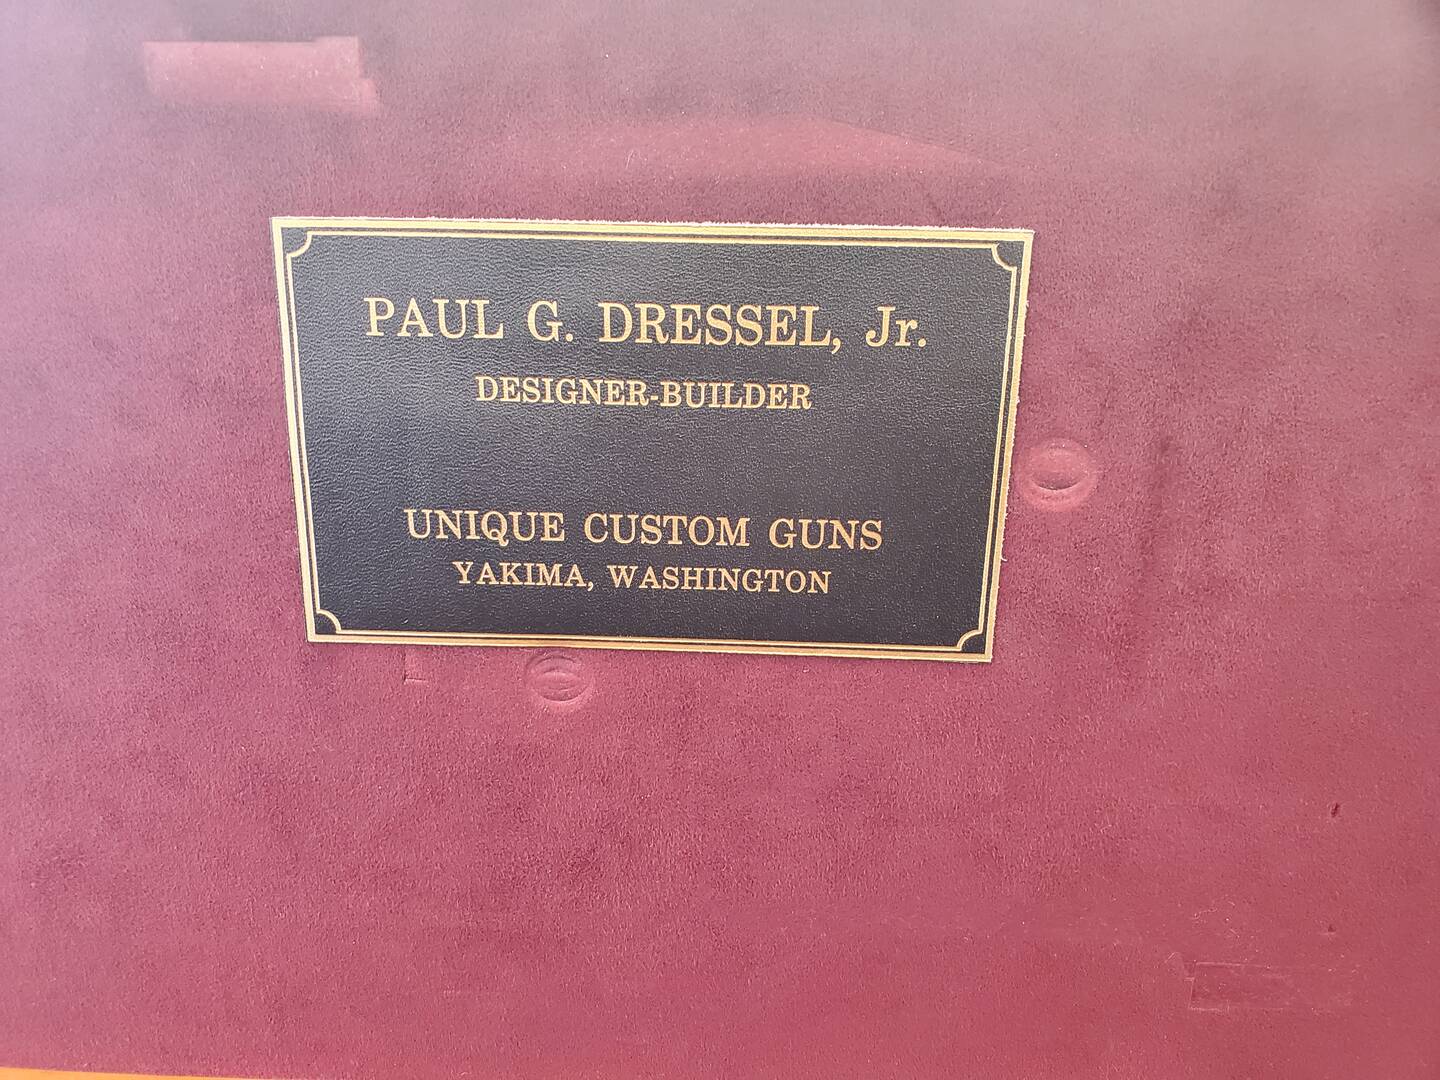 PAUL G. DRESSEL, Jr.
DESIGNER-BUILDER
UNIQUE CUSTOM GUNS
YAKIMA, WASHINGTON